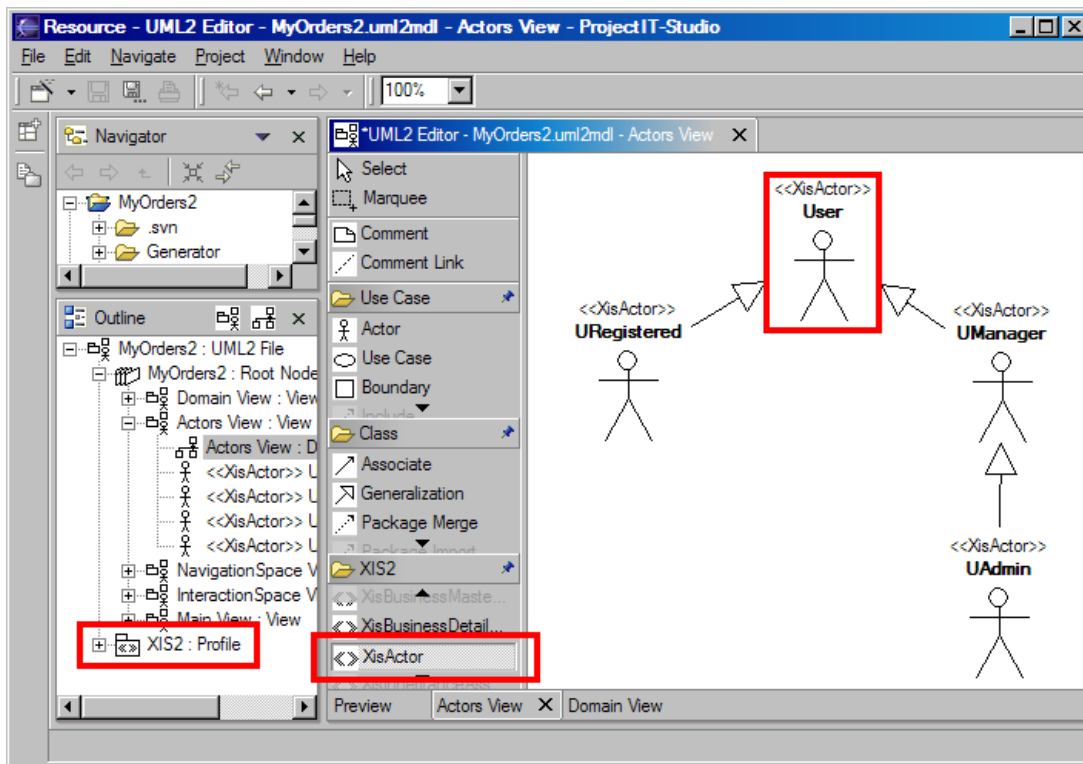 Resource - UML2 Editor - MyOrders2.uml2mdl - Actors View - ProjectIT-Studio
File Edit Navigate Project Window Help
100%
Navigator
MyOrders2
.svn
Generator
Outline
MyOrders2 : UML2 File
MyOrders2 : Root Node
Domain View : View
Actors View : View
Actors View : D
<<XisActor>> U
<<XisActor>> U
<<XisActor>> U
<<XisActor>> U
NavigationSpace V
InteractionSpace V
Main View : View
XIS2 : Profile
*UML2 Editor - MyOrders2.uml2mdl - Actors View
Select
Marquee
Comment
Comment Link
Use Case
Actor
Use Case
Boundary
Include
Class
Associate
Generalization
Package Merge
Package Import
XIS2
XisBusinessMaste...
XisBusinessDetail...
XisActor
<<XisActor>>
User
<<XisActor>>
URegistered
<<XisActor>>
UManager
<<XisActor>>
UAdmin
Preview Actors View Domain View